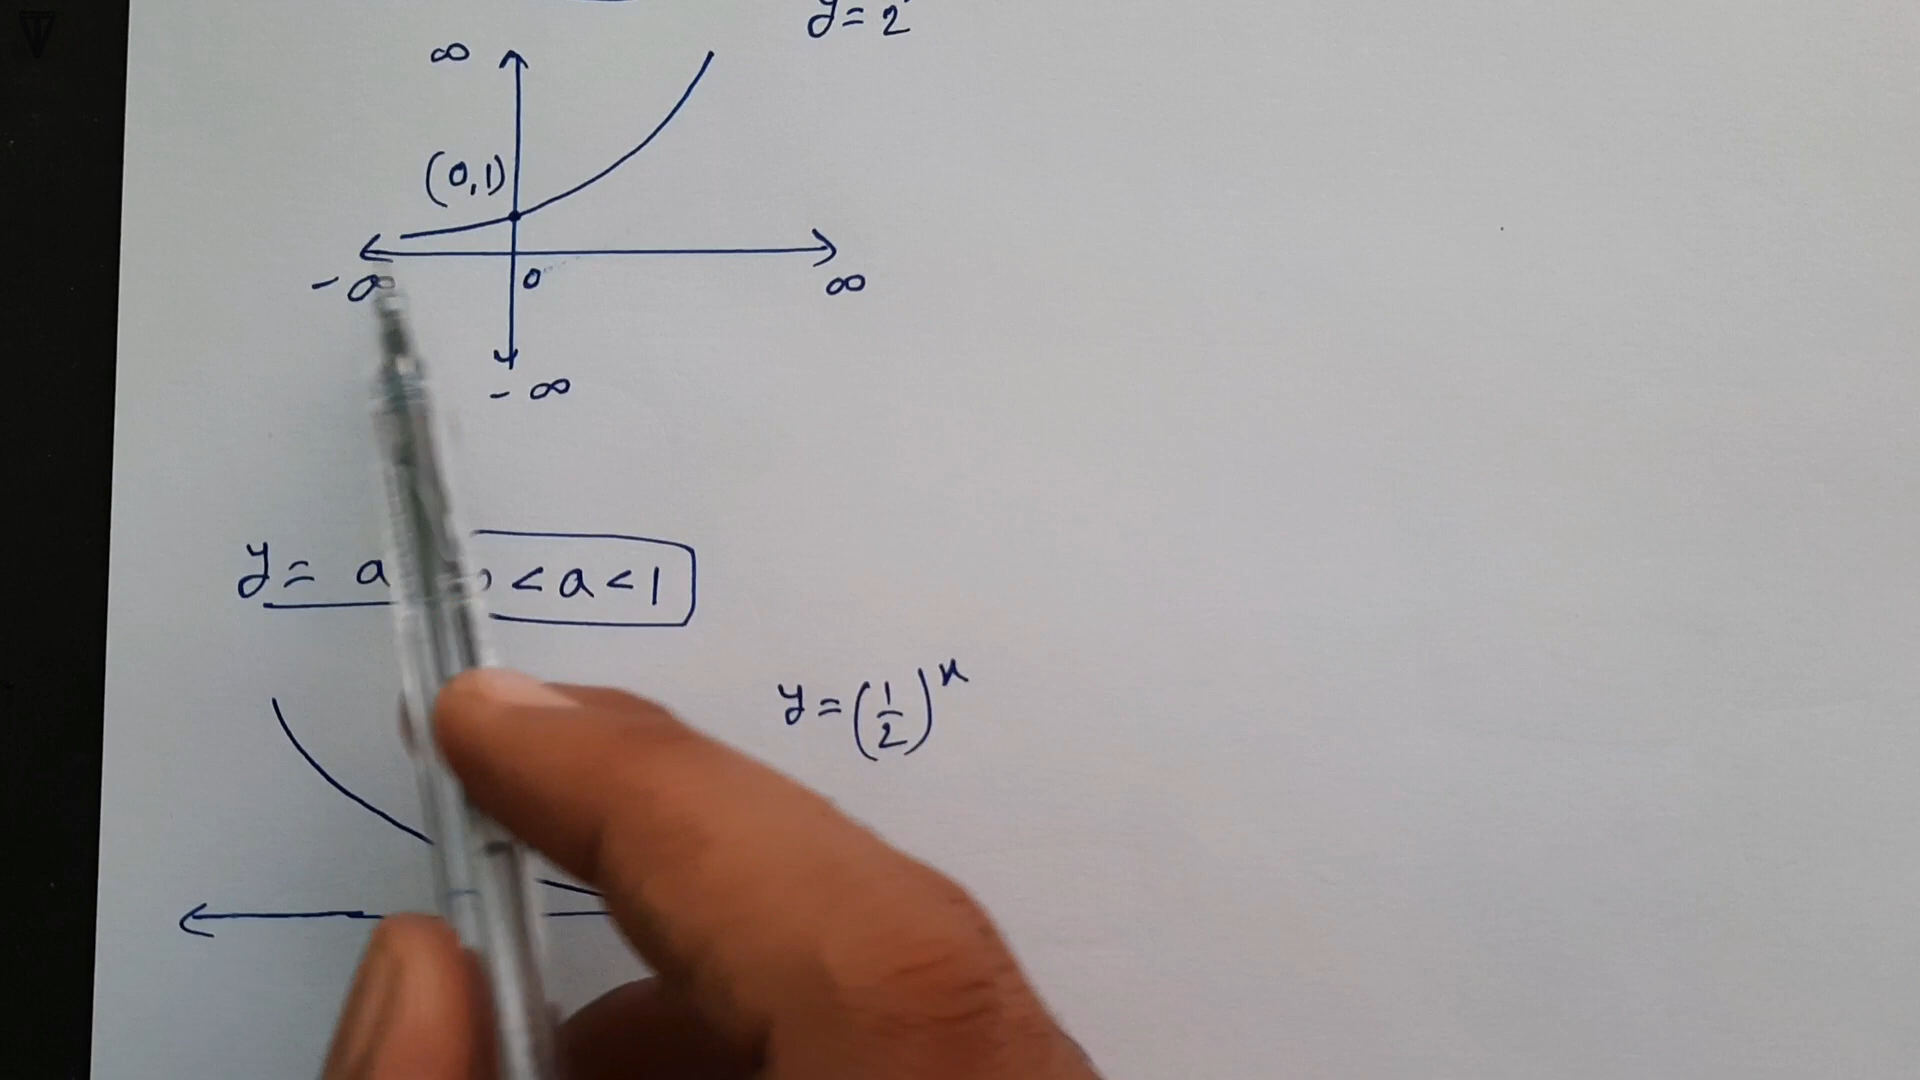 y = 2
∞
(0,1)
-∞ 0 ∞
-∞
y = a < a < 1
y = (1/2)^x